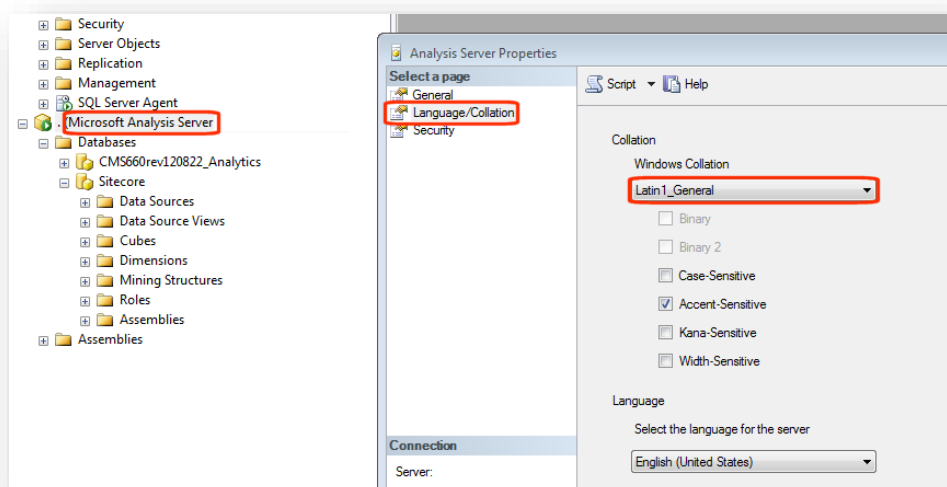 Security
Server Objects
Replication
Management
SQL Server Agent
. (Microsoft Analysis Server
Databases
CMS660rev120822_Analytics
Sitecore
Data Sources
Data Source Views
Cubes
Dimensions
Mining Structures
Roles
Assemblies
Assemblies
Analysis Server Properties
Select a page
General
Language/Collation
Security
Connection
Server:
Script Help
Collation
Windows Collation
Latin1_General
Binary
Binary 2
Case-Sensitive
Accent-Sensitive
Kana-Sensitive
Width-Sensitive
Language
Select the language for the server
English (United States)